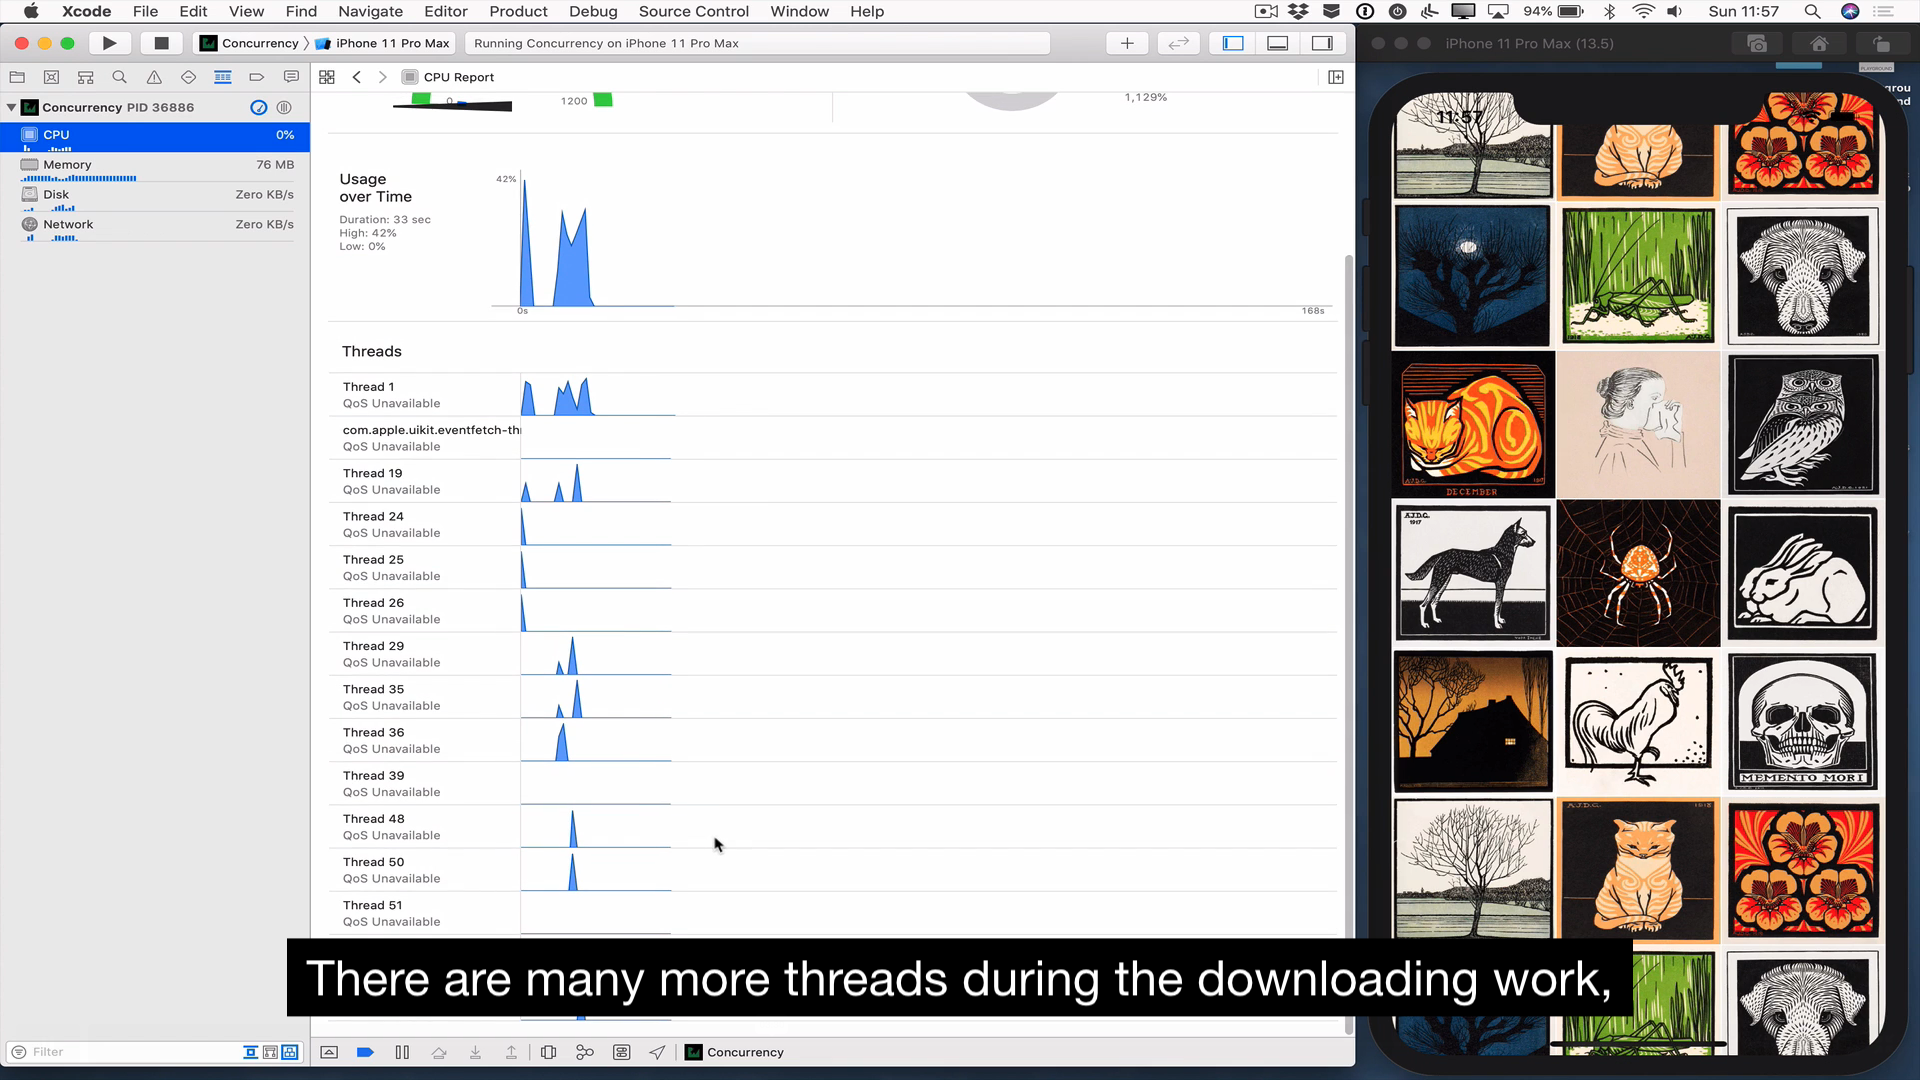 Xcode File Edit View Find Navigate Editor Product Debug Source Control Window Help
94% Sun 11:57
Concurrency iPhone 11 Pro Max
Running Concurrency on iPhone 11 Pro Max
iPhone 11 Pro Max (13.5)
CPU Report
Concurrency PID 36886
CPU 0%
Memory 76 MB
Disk Zero KB/s
Network Zero KB/s
0 1200
1,129%
Usage
over Time
Duration: 33 sec
High: 42%
Low: 0%
42%
0s 168s
Threads
Thread 1
QoS Unavailable
com.apple.uikit.eventfetch-th
QoS Unavailable
Thread 19
QoS Unavailable
Thread 24
QoS Unavailable
Thread 25
QoS Unavailable
Thread 26
QoS Unavailable
Thread 29
QoS Unavailable
Thread 35
QoS Unavailable
Thread 36
QoS Unavailable
Thread 39
QoS Unavailable
Thread 48
QoS Unavailable
Thread 50
QoS Unavailable
Thread 51
QoS Unavailable
There are many more threads during the downloading work,
Filter
Concurrency
11:57
DECEMBER
A.J.D.C.
1917
MEMENTO MORI
A.J.D.C. 1918